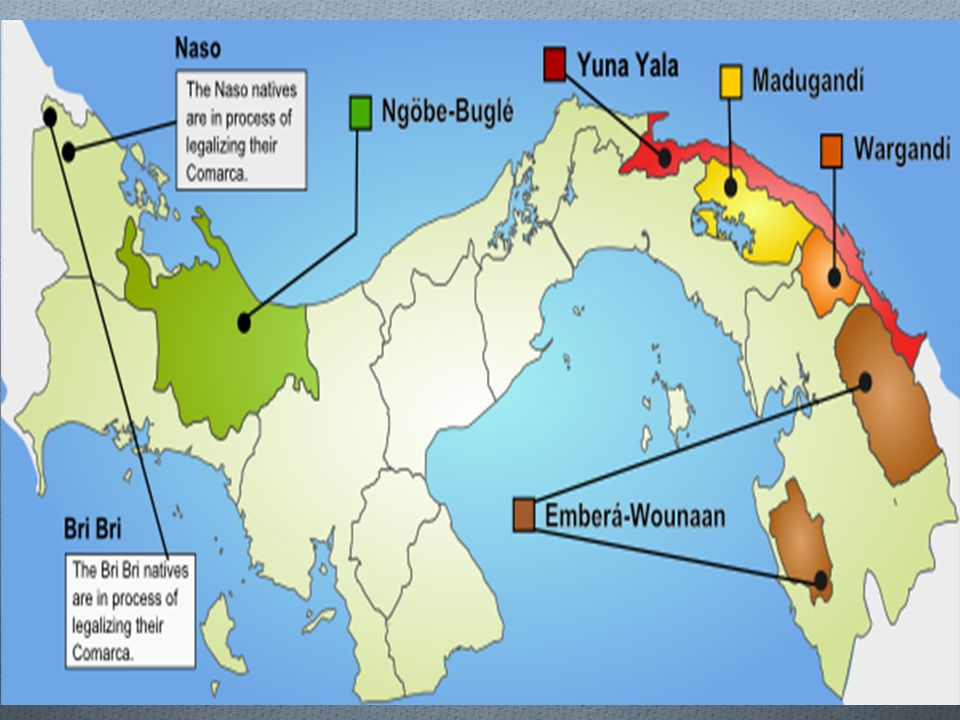 Naso
The Naso natives
are in process of
legalizing their
Comarca.
Ngöbe-Buglé
Yuna Yala
Madugandí
Wargandí
Emberá-Wounaan
Bri Bri
The Bri Bri natives
are in process of
legalizing their
Comarca.